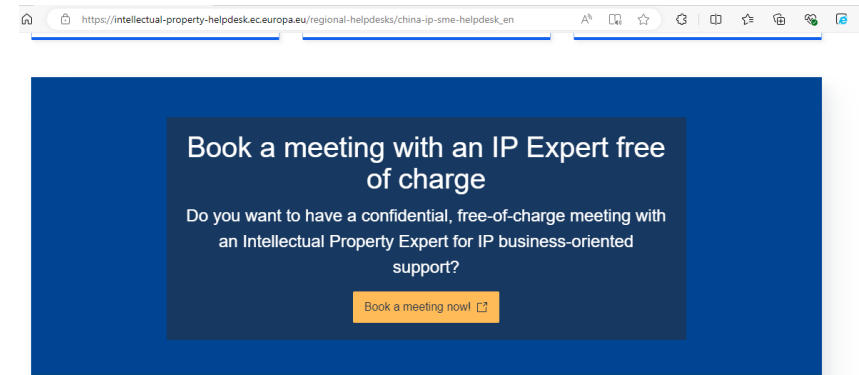 https://intellectual-property-helpdesk.ec.europa.eu/regional-helpdesks/china-ip-sme-helpdesk_en
Book a meeting with an IP Expert free
of charge
Do you want to have a confidential, free-of-charge meeting with
an Intellectual Property Expert for IP business-oriented
support?
Book a meeting now!